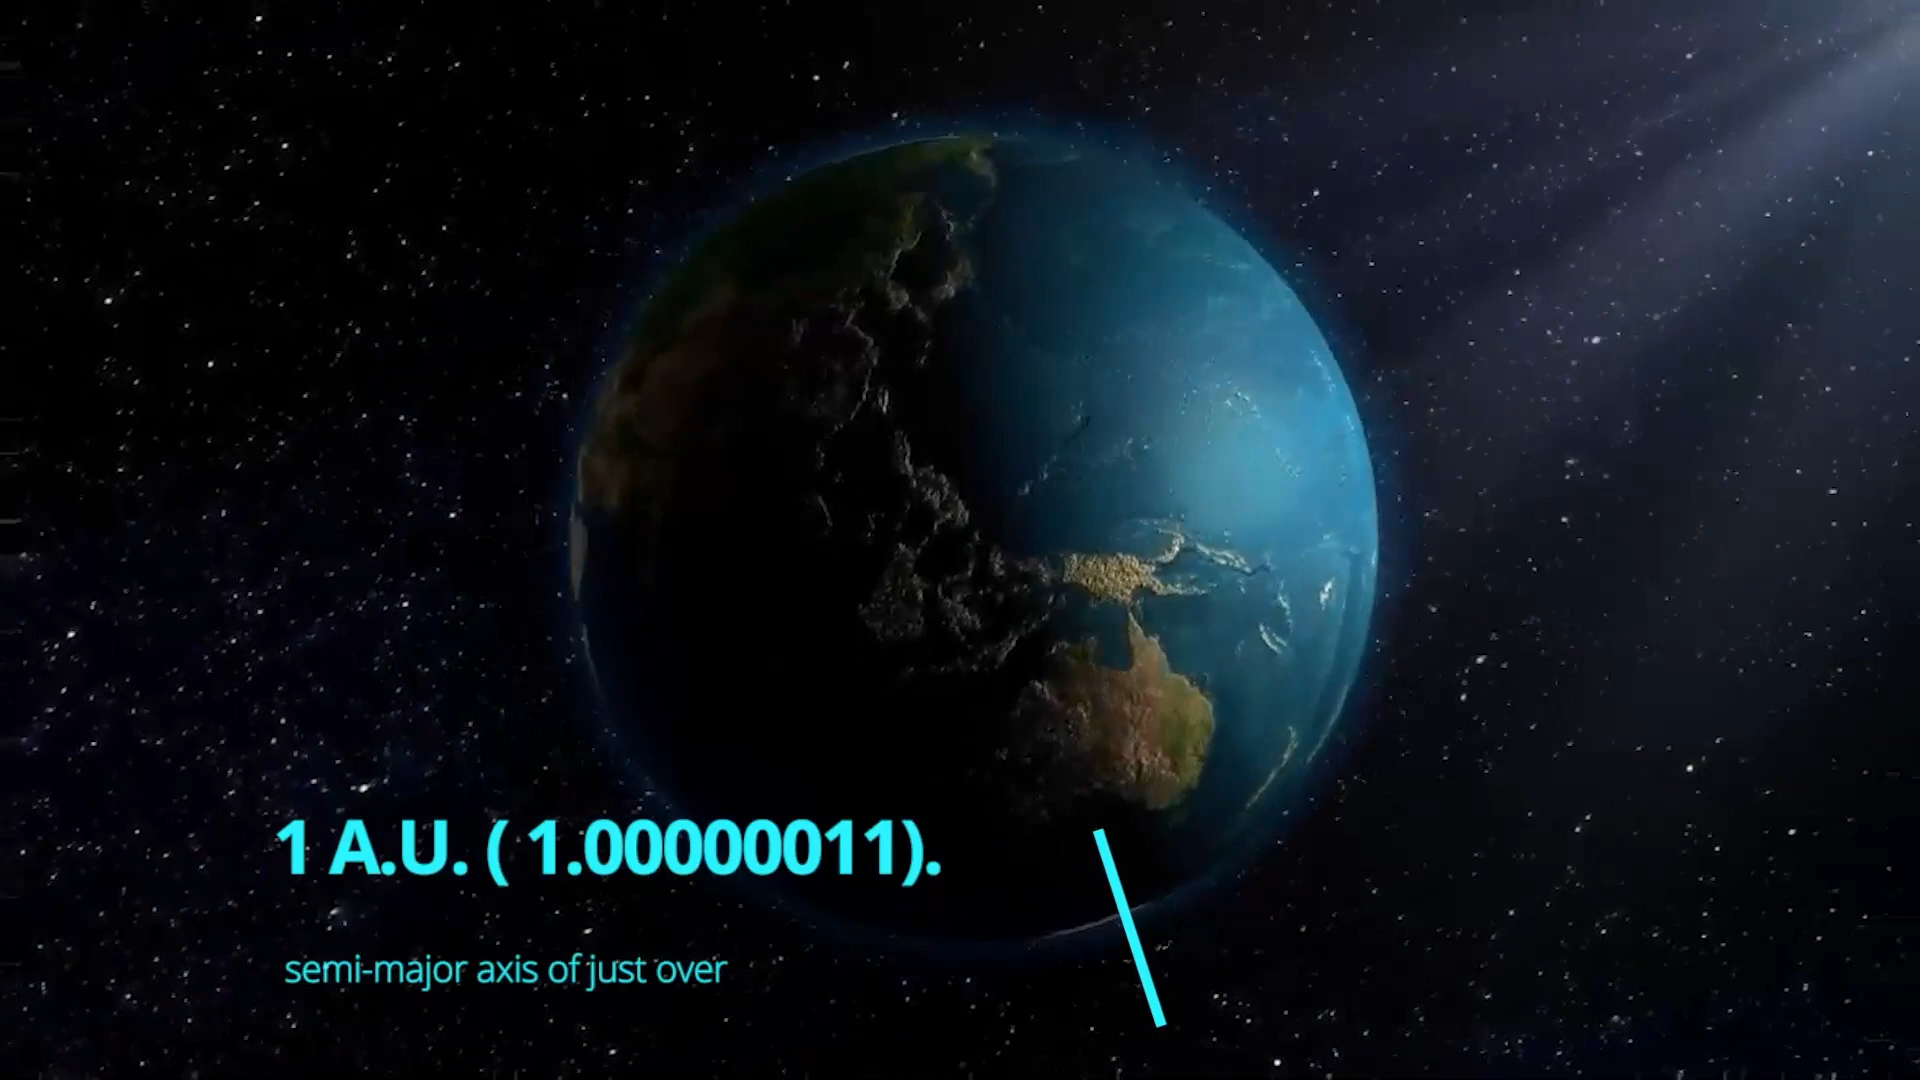 1 A.U. ( 1.00000011).
semi-major axis of just over